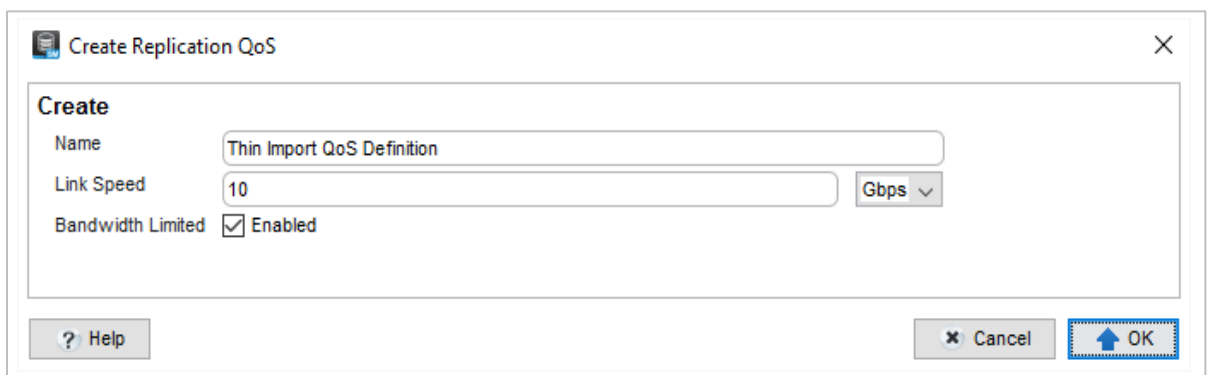 Create Replication QoS
Create
Name Thin Import QoS Definition
Link Speed 10 Gbps
Bandwidth Limited Enabled
? Help Cancel OK